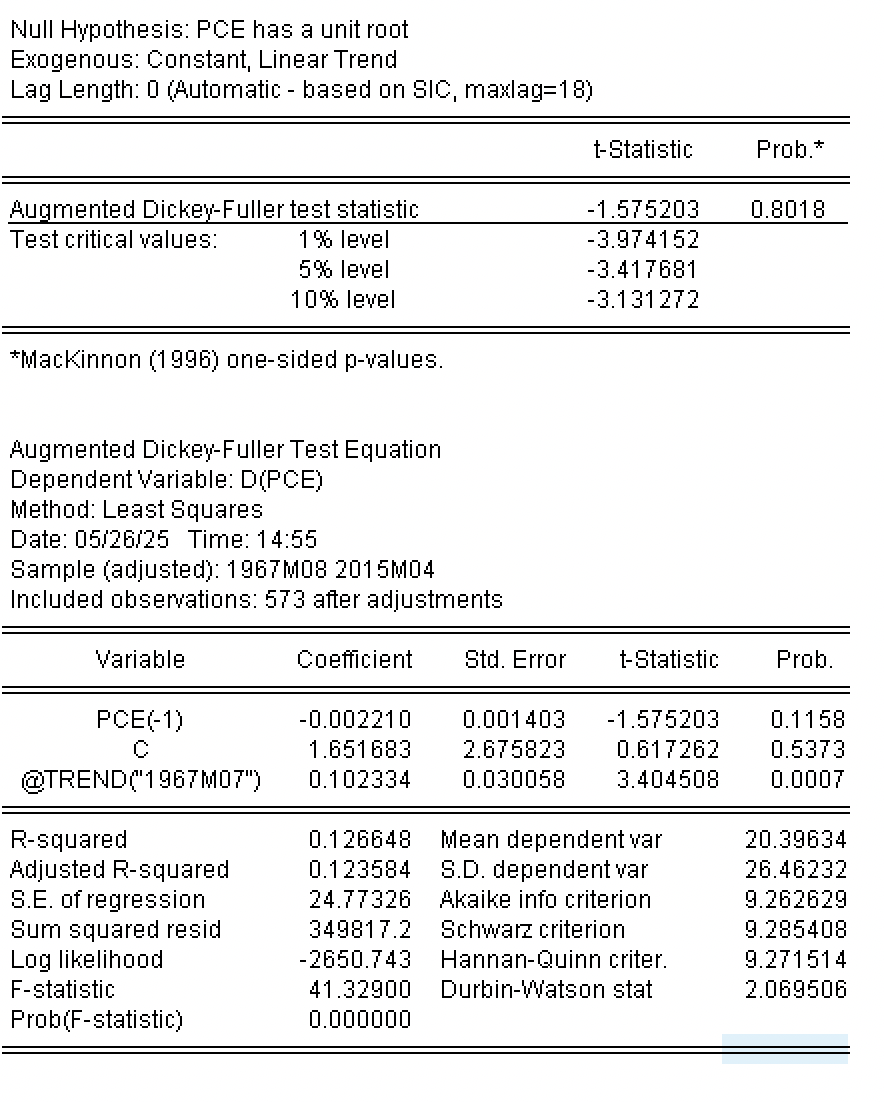 Null Hypothesis: PCE has a unit root
Exogenous: Constant, Linear Trend
Lag Length: 0 (Automatic - based on SIC, maxlag=18)
t-Statistic Prob.*
Augmented Dickey-Fuller test statistic -1.575203 0.8018
Test critical values: 1% level -3.974152
5% level -3.417681
10% level -3.131272
*MacKinnon (1996) one-sided p-values.
Augmented Dickey-Fuller Test Equation
Dependent Variable: D(PCE)
Method: Least Squares
Date: 05/26/25 Time: 14:55
Sample (adjusted): 1967M08 2015M04
Included observations: 573 after adjustments
Variable Coefficient Std. Error t-Statistic Prob.
PCE(-1) -0.002210 0.001403 -1.575203 0.1158
C 1.651683 2.675823 0.617262 0.5373
@TREND("1967M07") 0.102334 0.030058 3.404508 0.0007
R-squared 0.126648 Mean dependent var 20.39634
Adjusted R-squared 0.123584 S.D. dependent var 26.46232
S.E. of regression 24.77326 Akaike info criterion 9.262629
Sum squared resid 349817.2 Schwarz criterion 9.285408
Log likelihood -2650.743 Hannan-Quinn criter. 9.271514
F-statistic 41.32900 Durbin-Watson stat 2.069506
Prob(F-statistic) 0.000000